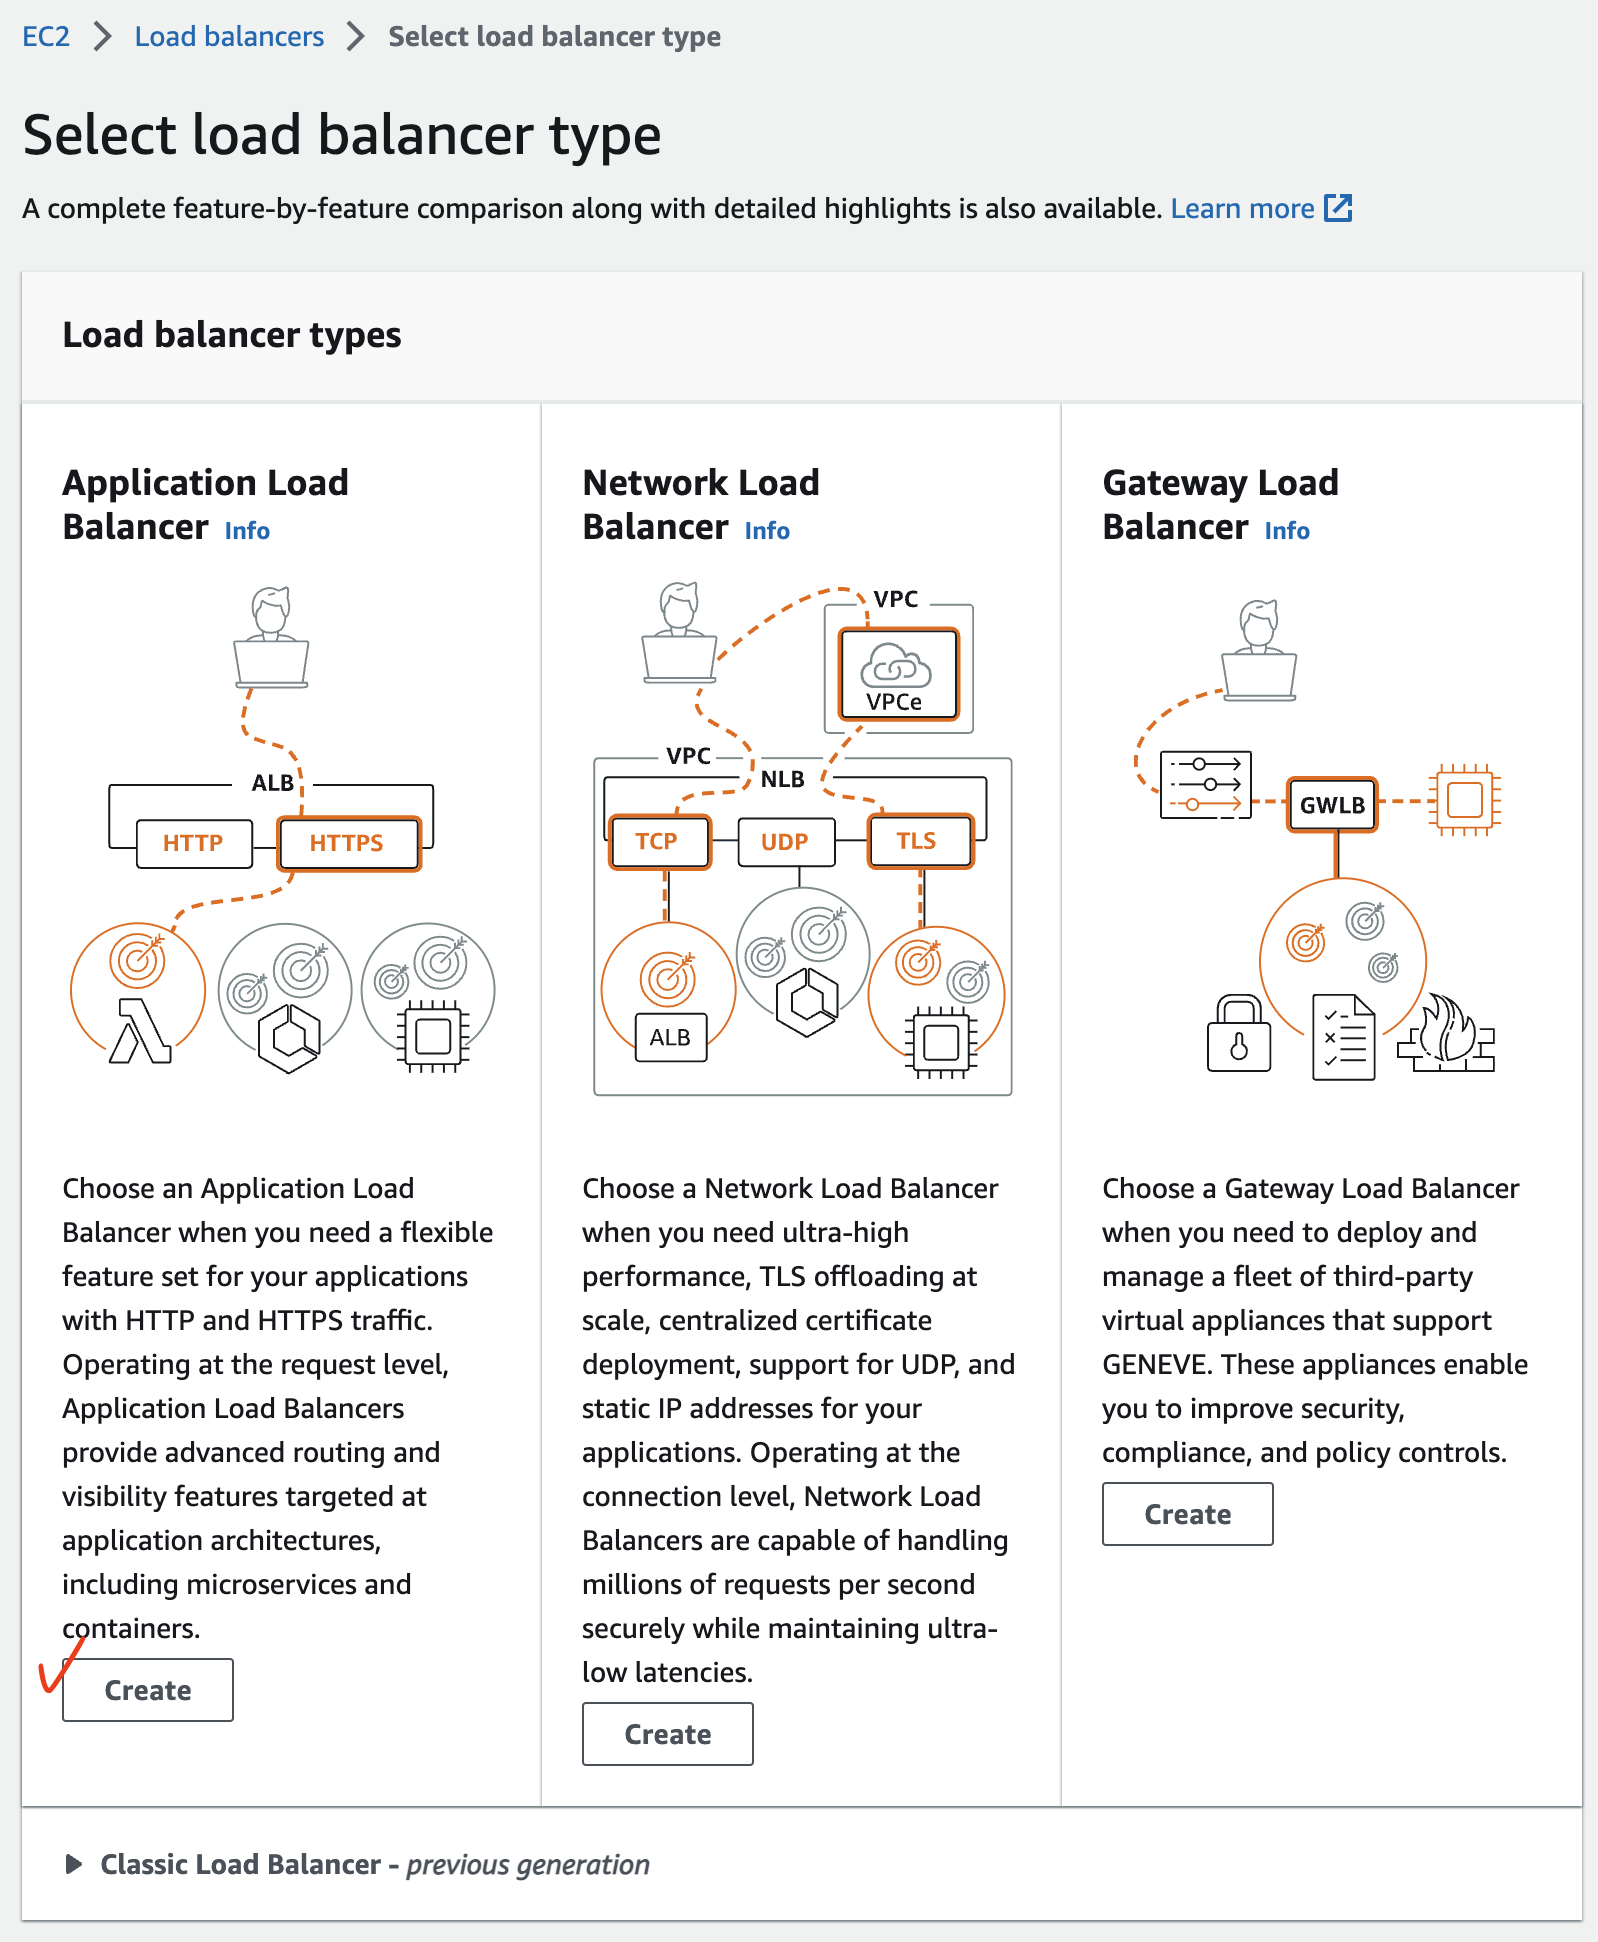 EC2 > Load balancers > Select load balancer type
Select load balancer type
A complete feature-by-feature comparison along with detailed highlights is also available. Learn more
Load balancer types
Application Load
Balancer Info
ALB
HTTP HTTPS
Choose an Application Load
Balancer when you need a flexible
feature set for your applications
with HTTP and HTTPS traffic.
Operating at the request level,
Application Load Balancers
provide advanced routing and
visibility features targeted at
application architectures,
including microservices and
containers.
Create
Network Load
Balancer Info
VPC
VPCe
VPC
NLB
TCP UDP TLS
ALB
Choose a Network Load Balancer
when you need ultra-high
performance, TLS offloading at
scale, centralized certificate
deployment, support for UDP, and
static IP addresses for your
applications. Operating at the
connection level, Network Load
Balancers are capable of handling
millions of requests per second
securely while maintaining ultra-
low latencies.
Create
Gateway Load
Balancer Info
GWLB
Choose a Gateway Load Balancer
when you need to deploy and
manage a fleet of third-party
virtual appliances that support
GENEVE. These appliances enable
you to improve security,
compliance, and policy controls.
Create
Classic Load Balancer - previous generation